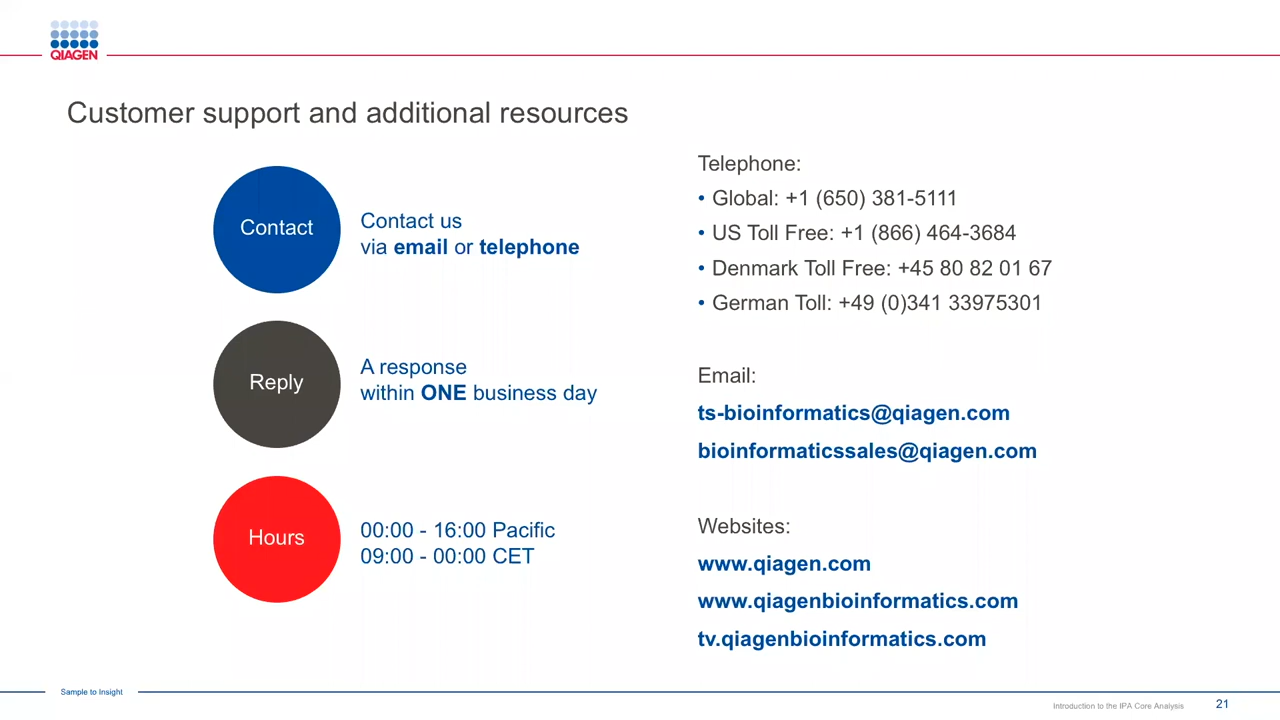 QIAGEN
Customer support and additional resources
Contact
Contact us
via email or telephone
Reply
A response
within ONE business day
Hours
00:00 - 16:00 Pacific
09:00 - 00:00 CET
Telephone:
• Global: +1 (650) 381-5111
• US Toll Free: +1 (866) 464-3684
• Denmark Toll Free: +45 80 82 01 67
• German Toll: +49 (0)341 33975301
Email:
ts-bioinformatics@qiagen.com
bioinformaticssales@qiagen.com
Websites:
www.qiagen.com
www.qiagenbioinformatics.com
tv.qiagenbioinformatics.com
Sample to Insight
Introduction to the IPA Core Analysis
21